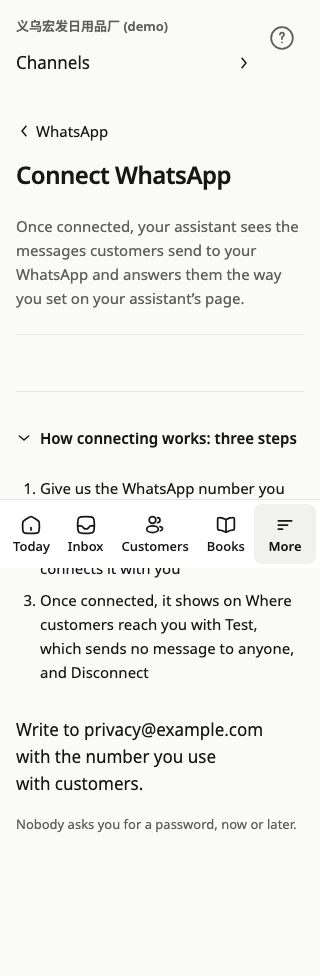 义乌宏发日用品厂 (demo)
Channels
WhatsApp
Connect WhatsApp
Once connected, your assistant sees the
messages customers send to your
WhatsApp and answers them the way
you set on your assistant’s page.
How connecting works: three steps
1. Give us the WhatsApp number you
Today Inbox Customers Books More
connects it with you
3. Once connected, it shows on Where
customers reach you with Test,
which sends no message to anyone,
and Disconnect
Write to privacy@example.com
with the number you use
with customers.
Nobody asks you for a password, now or later.